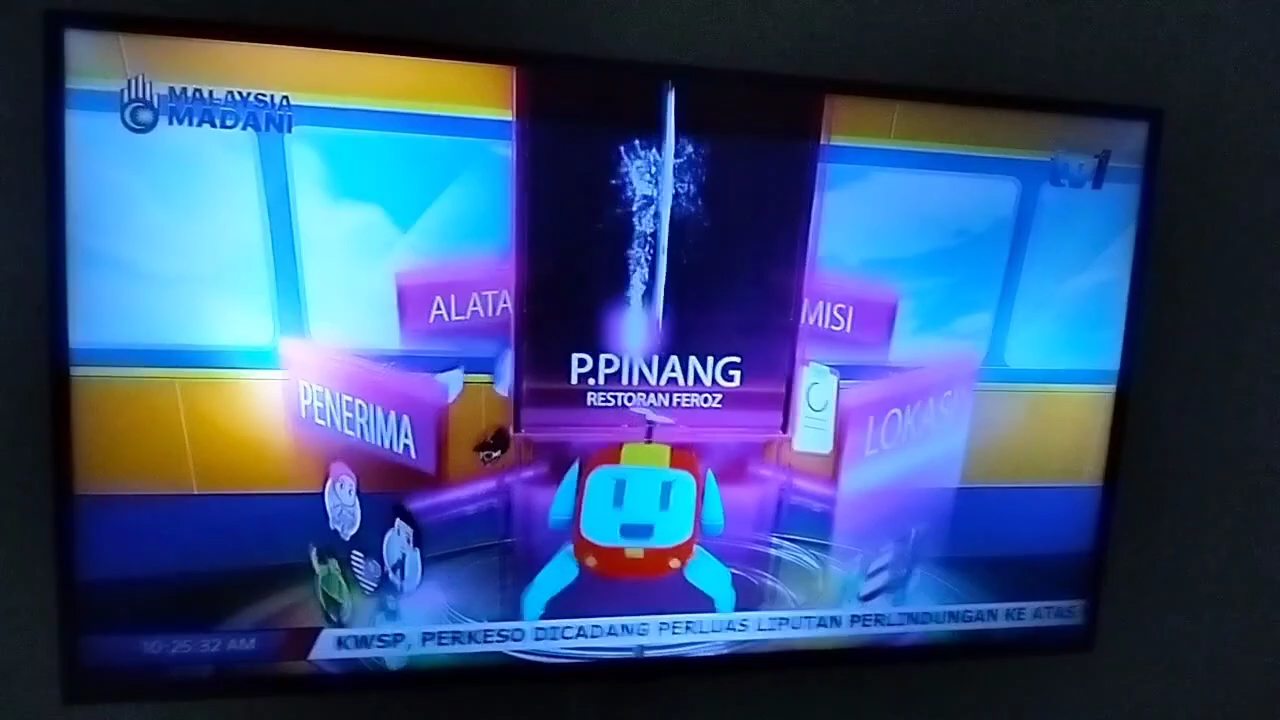 MALAYSIA
MADANI
tv1
ALATA
MISI
P.PINANG
RESTORAN FEROZ
PENERIMA
LOKASI
10:25:32 AM
KWSP, PERKESO DICADANG PERLUAS LIPUTAN PERLINDUNGAN KE ATAS